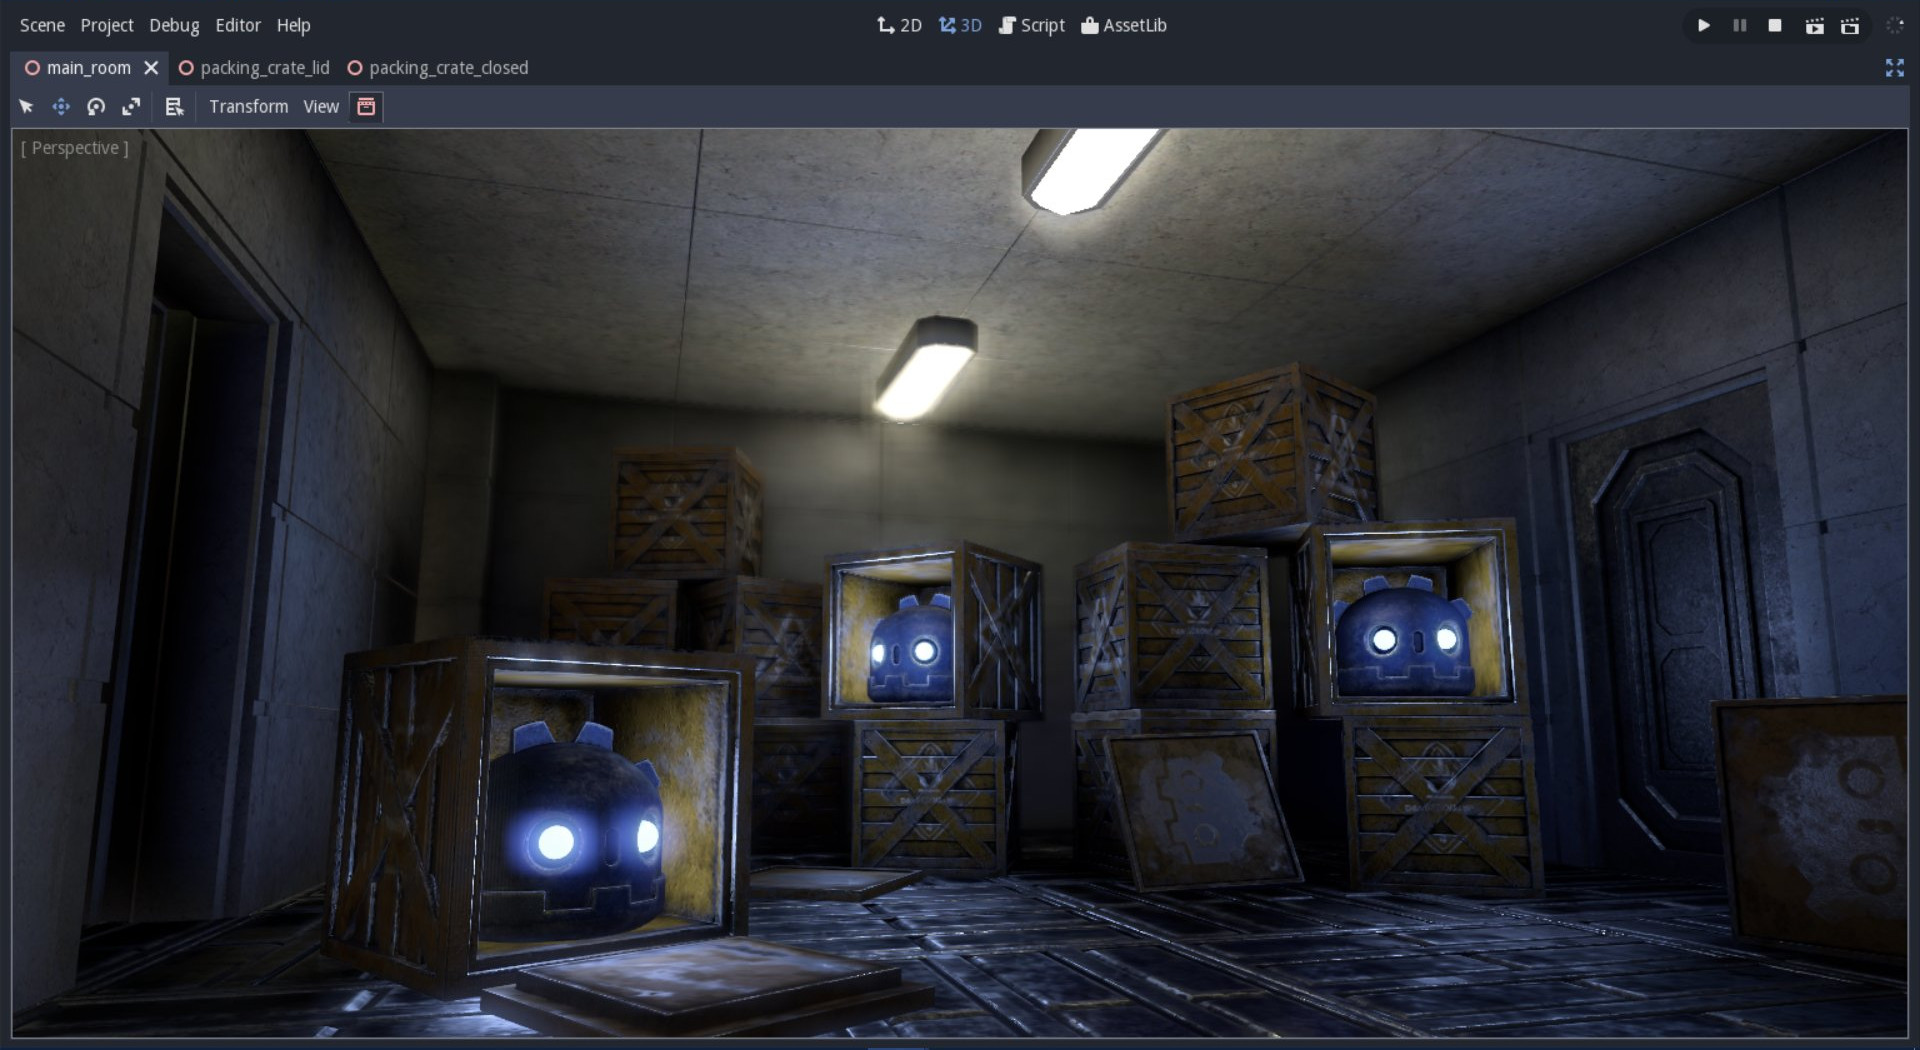 Scene Project Debug Editor Help 2D 3D Script AssetLib
main_room packing_crate_lid packing_crate_closed
Transform View
[ Perspective ]